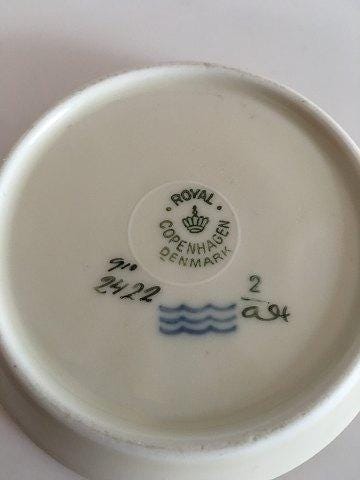 ROYAL
COPENHAGEN
DENMARK
910
2422
2